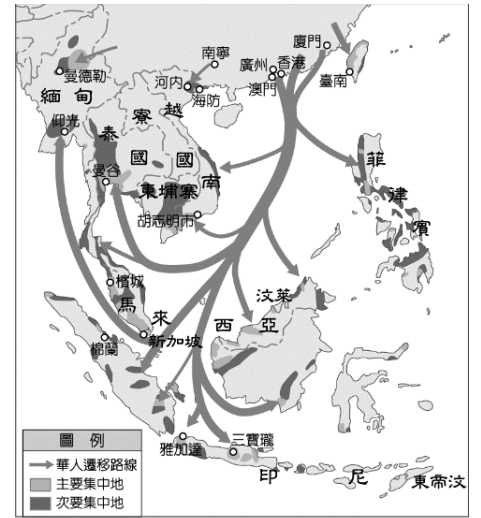 廈門
南寧
廣州
香港
澳門
臺南
曼德勒
河內
海防
緬甸
寮
越
仰光
泰
國
國
菲
曼谷
柬埔寨
南
律
胡志明市
賓
汶萊
檳城
馬
來
西
亞
新加坡
棉蘭
三寶瓏
雅加達
印
尼
東帝汶
圖 例
華人遷移路線
主要集中地
次要集中地